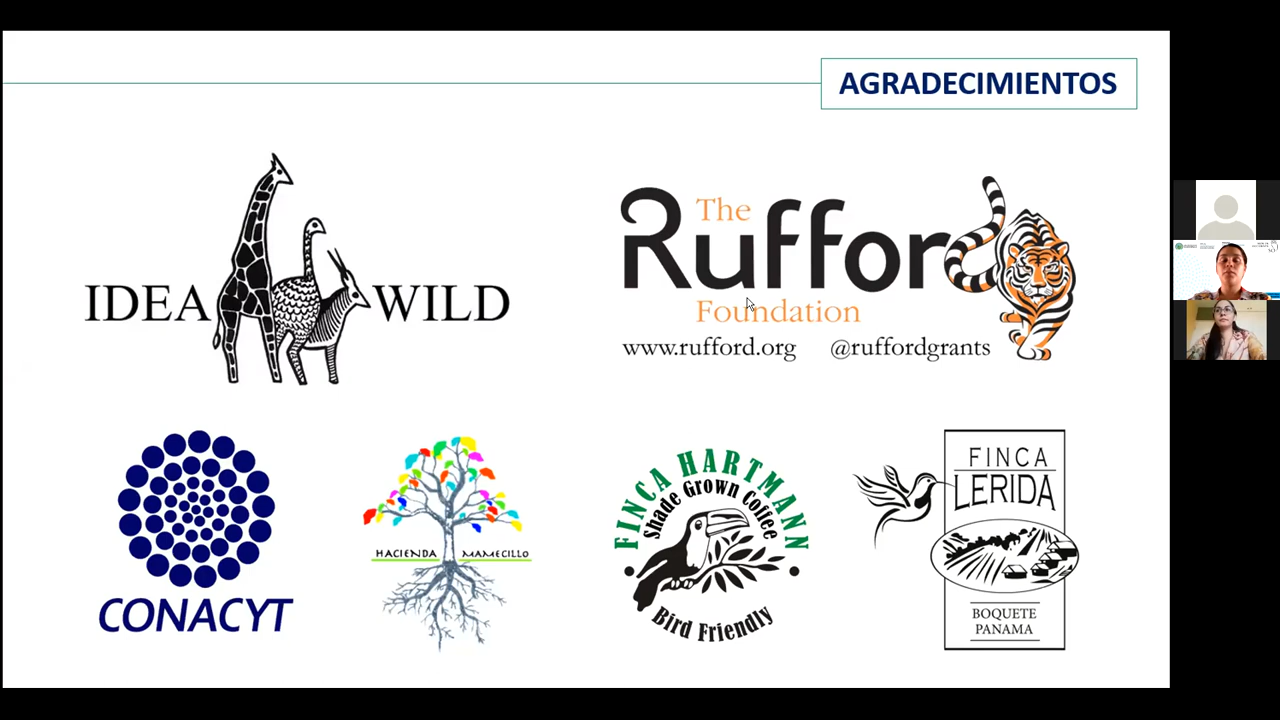 AGRADECIMIENTOS
IDEA WILD
The
Rufford
Foundation
www.rufford.org @ruffordgrants
CONACYT
HACIENDA MAMECILLO
FINCA HARTMANN
Shade Grown Coffee
Bird Friendly
FINCA
LERIDA
BOQUETE
PANAMA